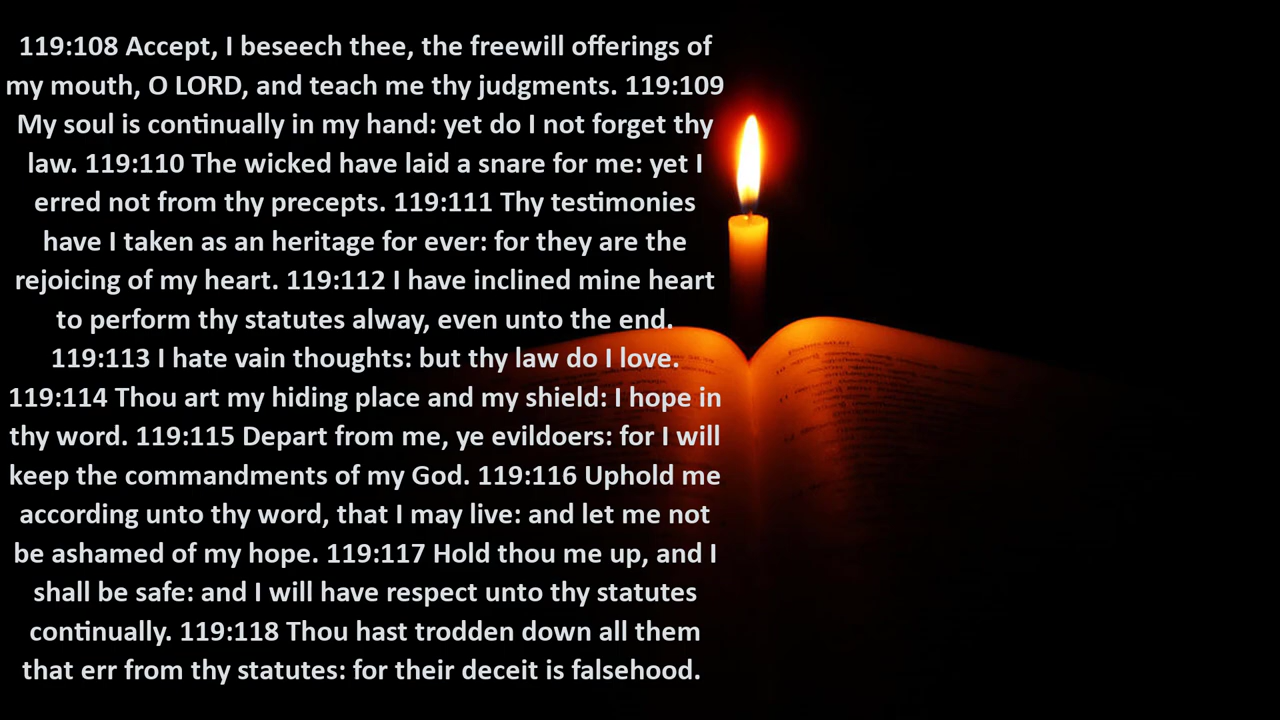 119:108 Accept, I beseech thee, the freewill offerings of
my mouth, O LORD, and teach me thy judgments. 119:109
My soul is continually in my hand: yet do I not forget thy
law. 119:110 The wicked have laid a snare for me: yet I
erred not from thy precepts. 119:111 Thy testimonies
have I taken as an heritage for ever: for they are the
rejoicing of my heart. 119:112 I have inclined mine heart
to perform thy statutes alway, even unto the end.
119:113 I hate vain thoughts: but thy law do I love.
119:114 Thou art my hiding place and my shield: I hope in
thy word. 119:115 Depart from me, ye evildoers: for I will
keep the commandments of my God. 119:116 Uphold me
according unto thy word, that I may live: and let me not
be ashamed of my hope. 119:117 Hold thou me up, and I
shall be safe: and I will have respect unto thy statutes
continually. 119:118 Thou hast trodden down all them
that err from thy statutes: for their deceit is falsehood.